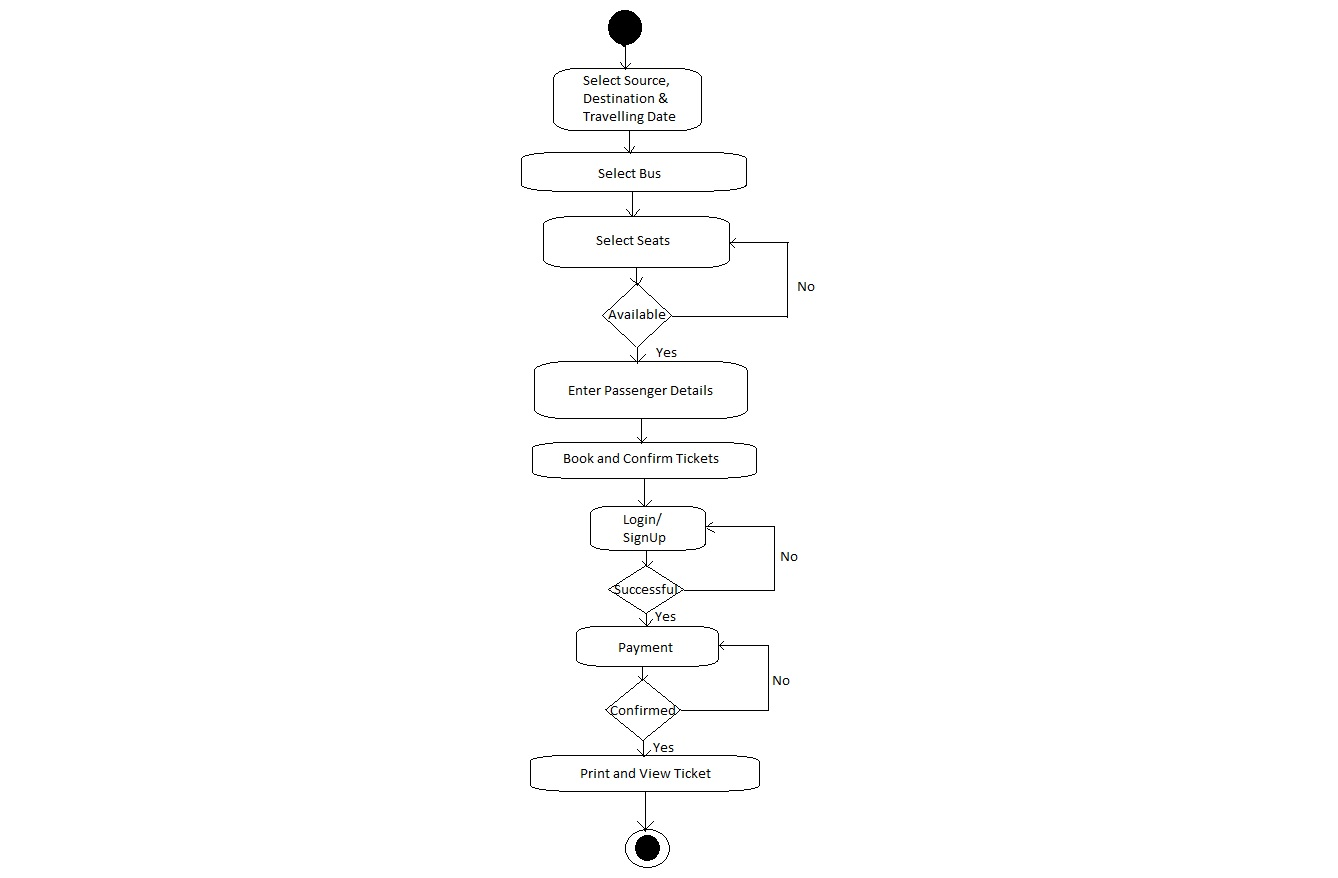 Select Source,
Destination &
Travelling Date
Select Bus
Select Seats
No
Available
Yes
Enter Passenger Details
Book and Confirm Tickets
Login/
SignUp
No
Successful
Yes
Payment
No
Confirmed
Yes
Print and View Ticket